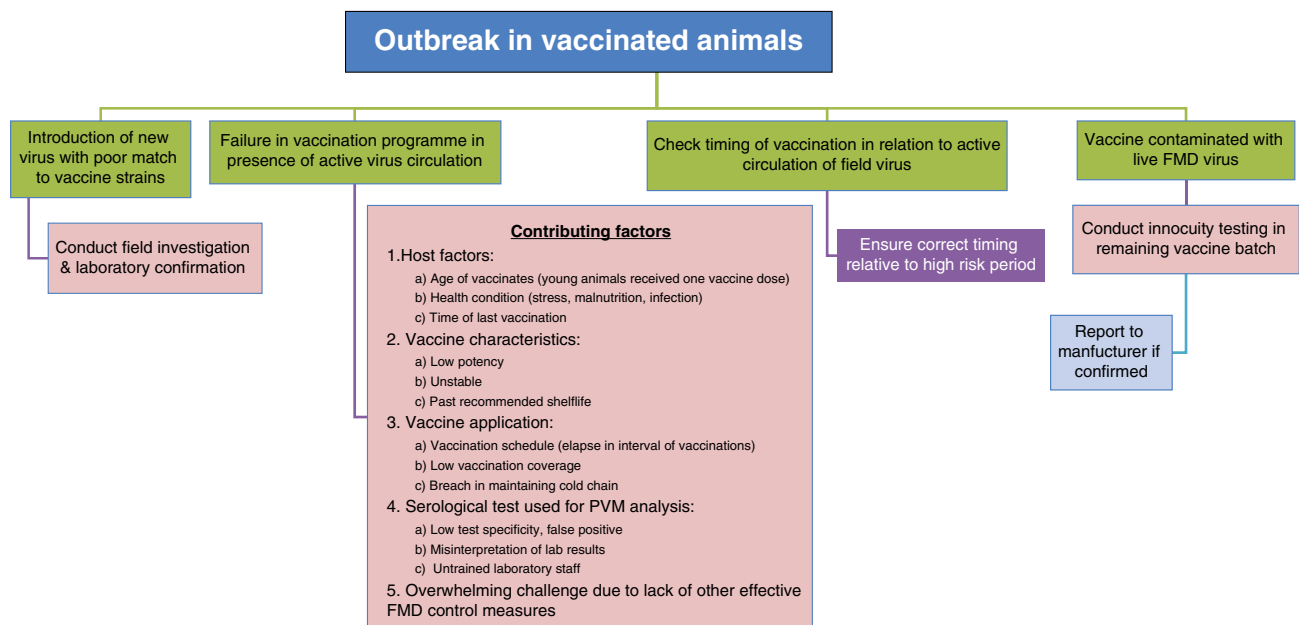 Outbreak in vaccinated animals
Introduction of new
virus with poor match
to vaccine strains
Conduct field investigation
& laboratory confirmation
Failure in vaccination programme in
presence of active virus circulation
Contributing factors
1.Host factors:
a) Age of vaccinates (young animals received one vaccine dose)
b) Health condition (stress, malnutrition, infection)
c) Time of last vaccination
2. Vaccine characteristics:
a) Low potency
b) Unstable
c) Past recommended shelflife
3. Vaccine application:
a) Vaccination schedule (elapse in interval of vaccinations)
b) Low vaccination coverage
c) Breach in maintaining cold chain
4. Serological test used for PVM analysis:
a) Low test specificity, false positive
b) Misinterpretation of lab results
c) Untrained laboratory staff
5. Overwhelming challenge due to lack of other effective
FMD control measures
Check timing of vaccination in relation to active
circulation of field virus
Ensure correct timing
relative to high risk period
Vaccine contaminated with
live FMD virus
Conduct innocuity testing in
remaining vaccine batch
Report to
manfucturer if
confirmed